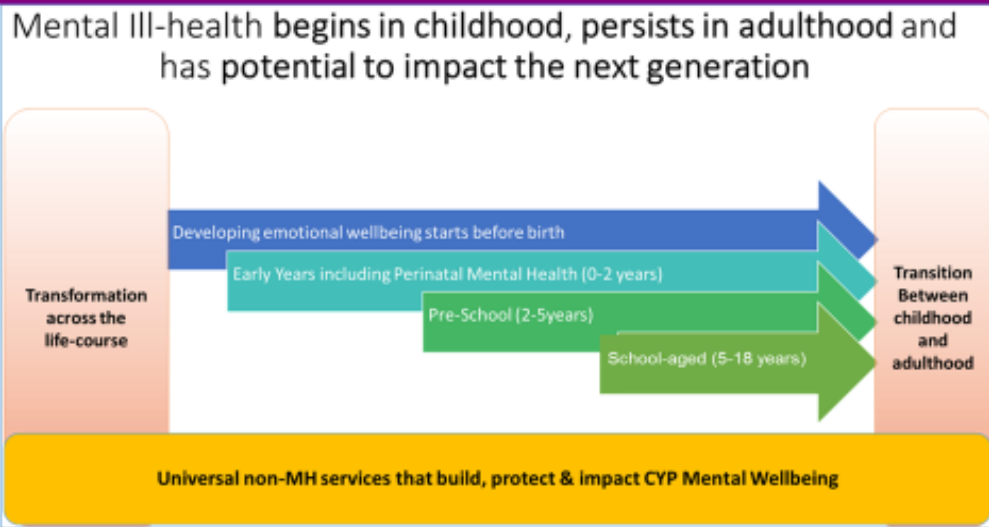 Mental Ill-health begins in childhood, persists in adulthood and
has potential to impact the next generation
Transformation
across the
life-course
Developing emotional wellbeing starts before birth
Early Years including Perinatal Mental Health (0-2 years)
Pre-School (2-5years)
School-aged (5-18 years)
Transition
Between
childhood
and
adulthood
Universal non-MH services that build, protect & impact CYP Mental Wellbeing